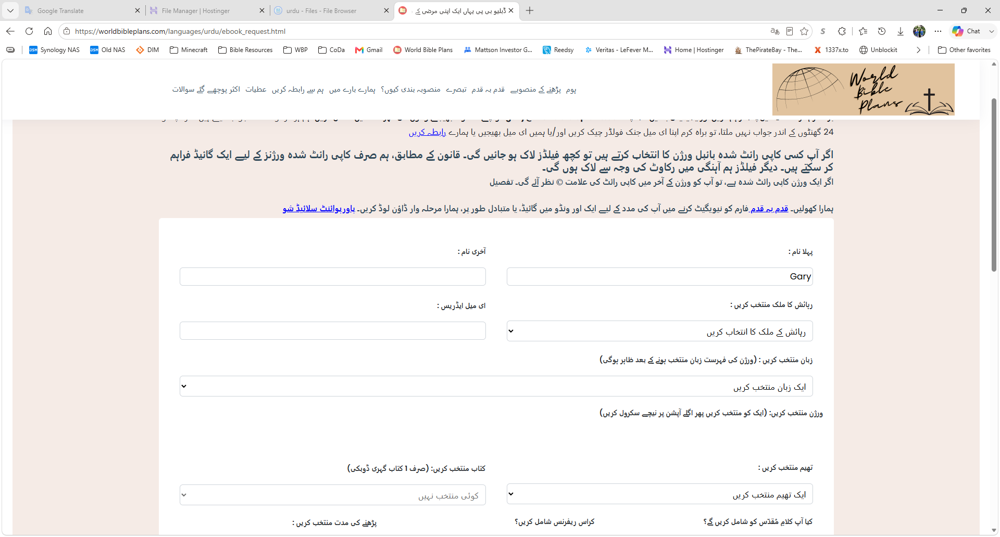 Google Translate
File Manager | Hostinger
urdu - Files - File Browser
ڈبلیو بی پی یہاں ایک اپنی مرضی کے
https://worldbibleplans.com/languages/urdu/ebook_request.html
Chat
Synology NAS
Old NAS
DIM
Minecraft
Bible Resources
WBP
CoDa
Gmail
World Bible Plans
Mattson Investor G...
Reedsy
Veritas - LeFever M...
Home | Hostinger
ThePirateBay - The...
1337x.to
Unblockit
Other favorites
World
Bible
Plans
ہوم پڑھنے کے منصوبے قدم بہ قدم تبصرے منصوبہ بندی کیوں؟ ہمارے بارے میں ہم سے رابطہ کریں عطیات اکثر پوچھے گئے سوالات
24 گھنٹوں کے اندر جواب نہیں ملتا، تو براہ کرم اپنا ای میل جنک فولڈر چیک کریں اور/یا ہمیں ای میل بھیجیں یا ہمارے رابطہ کریں
اگر آپ کسی کاپی رائٹ شدہ بائبل ورژن کا انتخاب کرتے ہیں تو کچھ فیلڈز لاک ہو جائیں گی۔ قانون کے مطابق، ہم صرف کاپی رائٹ شدہ ورژنز کے لیے ایک گائیڈ فراہم
کر سکتے ہیں۔ دیگر فیلڈز ہم آہنگی میں رکاوٹ کی وجہ سے لاک ہوں گی۔
اگر ایک ورژن کاپی رائٹ شدہ ہے، تو آپ کو ورژن کے آخر میں کاپی رائٹ کی علامت © نظر آئے گی۔ تفصیل
ہمارا کھولیں۔ قدم بہ قدم فارم کو نیویگیٹ کرنے میں آپ کی مدد کے لیے ایک اور ونڈو میں گائیڈ، یا متبادل طور پر، ہمارا مرحلہ وار ڈاؤن لوڈ کریں۔ پاورپوائنٹ سلائیڈ شو
پہلا نام :
آخری نام :
Gary
رہائش کا ملک منتخب کریں :
ای میل ایڈریس :
رہائش کے ملک کا انتخاب کریں
زبان منتخب کریں : (ورژن کی فہرست زبان منتخب ہونے کے بعد ظاہر ہوگی)
ایک زبان منتخب کریں
ورژن منتخب کریں: (ایک کو منتخب کریں پھر اگلے آپشن پر نیچے سکرول کریں)
تھیم منتخب کریں :
کتاب منتخب کریں: (صرف 1 کتاب گہری ڈوبکی)
ایک تھیم منتخب کریں
کوئی منتخب نہیں
کیا آپ کلامِ مُقدّس کو شامل کریں گے؟
کراس ریفرنس شامل کریں؟
پڑھنے کی مدت منتخب کریں :